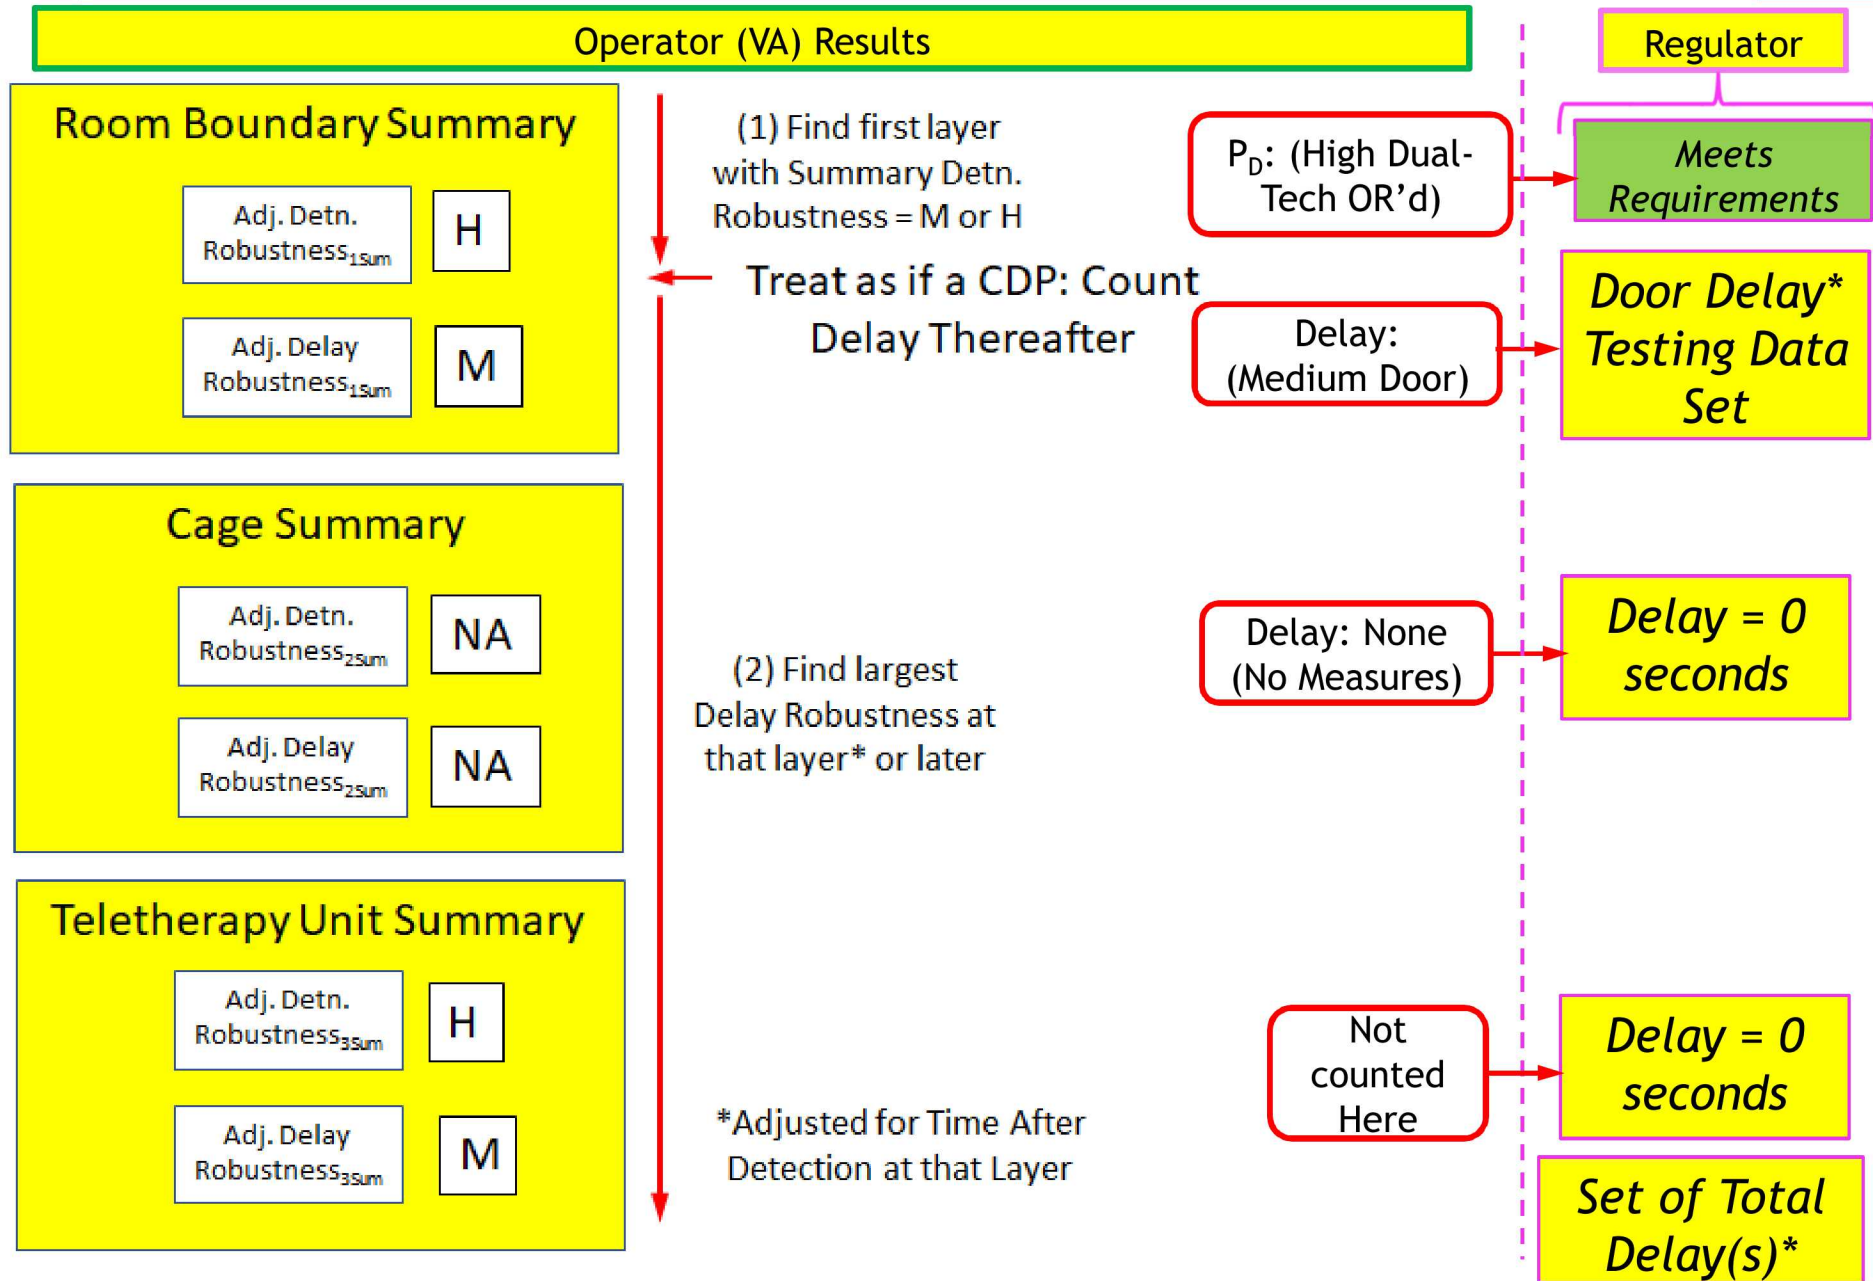 Operator (VA) Results
Regulator
Room Boundary Summary
Adj. Detn.
Robustness1Sum
H
Adj. Delay
Robustness1Sum
M
(1) Find first layer
with Summary Detn.
Robustness = M or H
Treat as if a CDP: Count
Delay Thereafter
PD: (High Dual-
Tech OR’d)
Meets
Requirements
Delay:
(Medium Door)
Door Delay*
Testing Data
Set
Cage Summary
Adj. Detn.
Robustness2Sum
NA
Adj. Delay
Robustness2Sum
NA
(2) Find largest
Delay Robustness at
that layer* or later
Delay: None
(No Measures)
Delay = 0
seconds
Teletherapy Unit Summary
Adj. Detn.
Robustness3Sum
H
Adj. Delay
Robustness3Sum
M
*Adjusted for Time After
Detection at that Layer
Not
counted
Here
Delay = 0
seconds
Set of Total
Delay(s)*